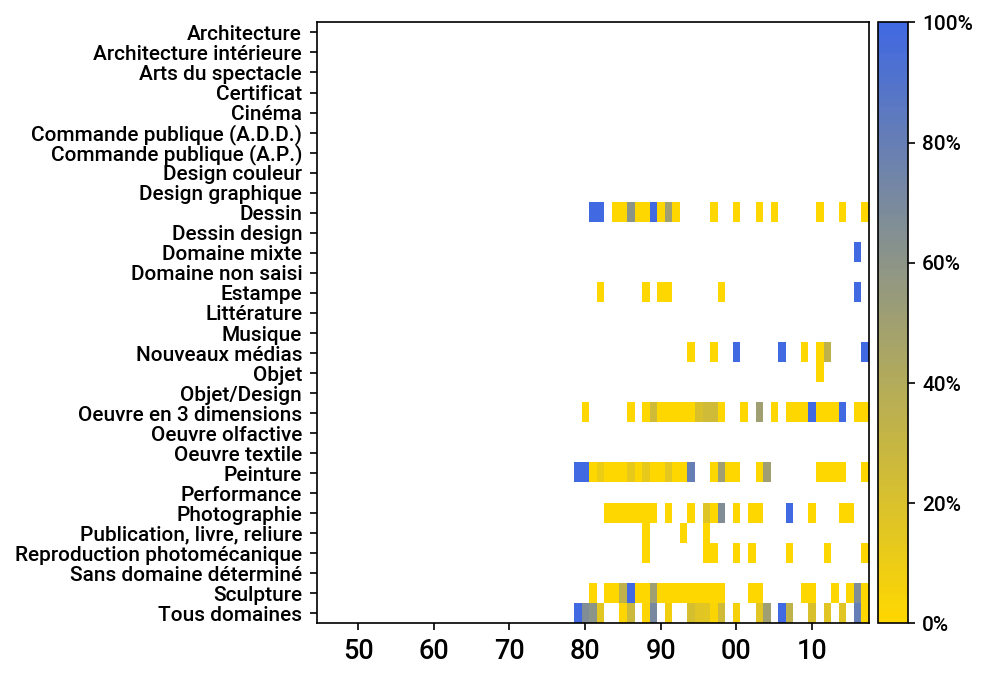 Architecture
Architecture intérieure
Arts du spectacle
Certificat
Cinéma
Commande publique (A.D.D.)
Commande publique (A.P.)
Design couleur
Design graphique
Dessin
Dessin design
Domaine mixte
Domaine non saisi
Estampe
Littérature
Musique
Nouveaux médias
Objet
Objet/Design
Oeuvre en 3 dimensions
Oeuvre olfactive
Oeuvre textile
Peinture
Performance
Photographie
Publication, livre, reliure
Reproduction photomécanique
Sans domaine déterminé
Sculpture
Tous domaines
50 60 70 80 90 00 10
100%
80%
60%
40%
20%
0%